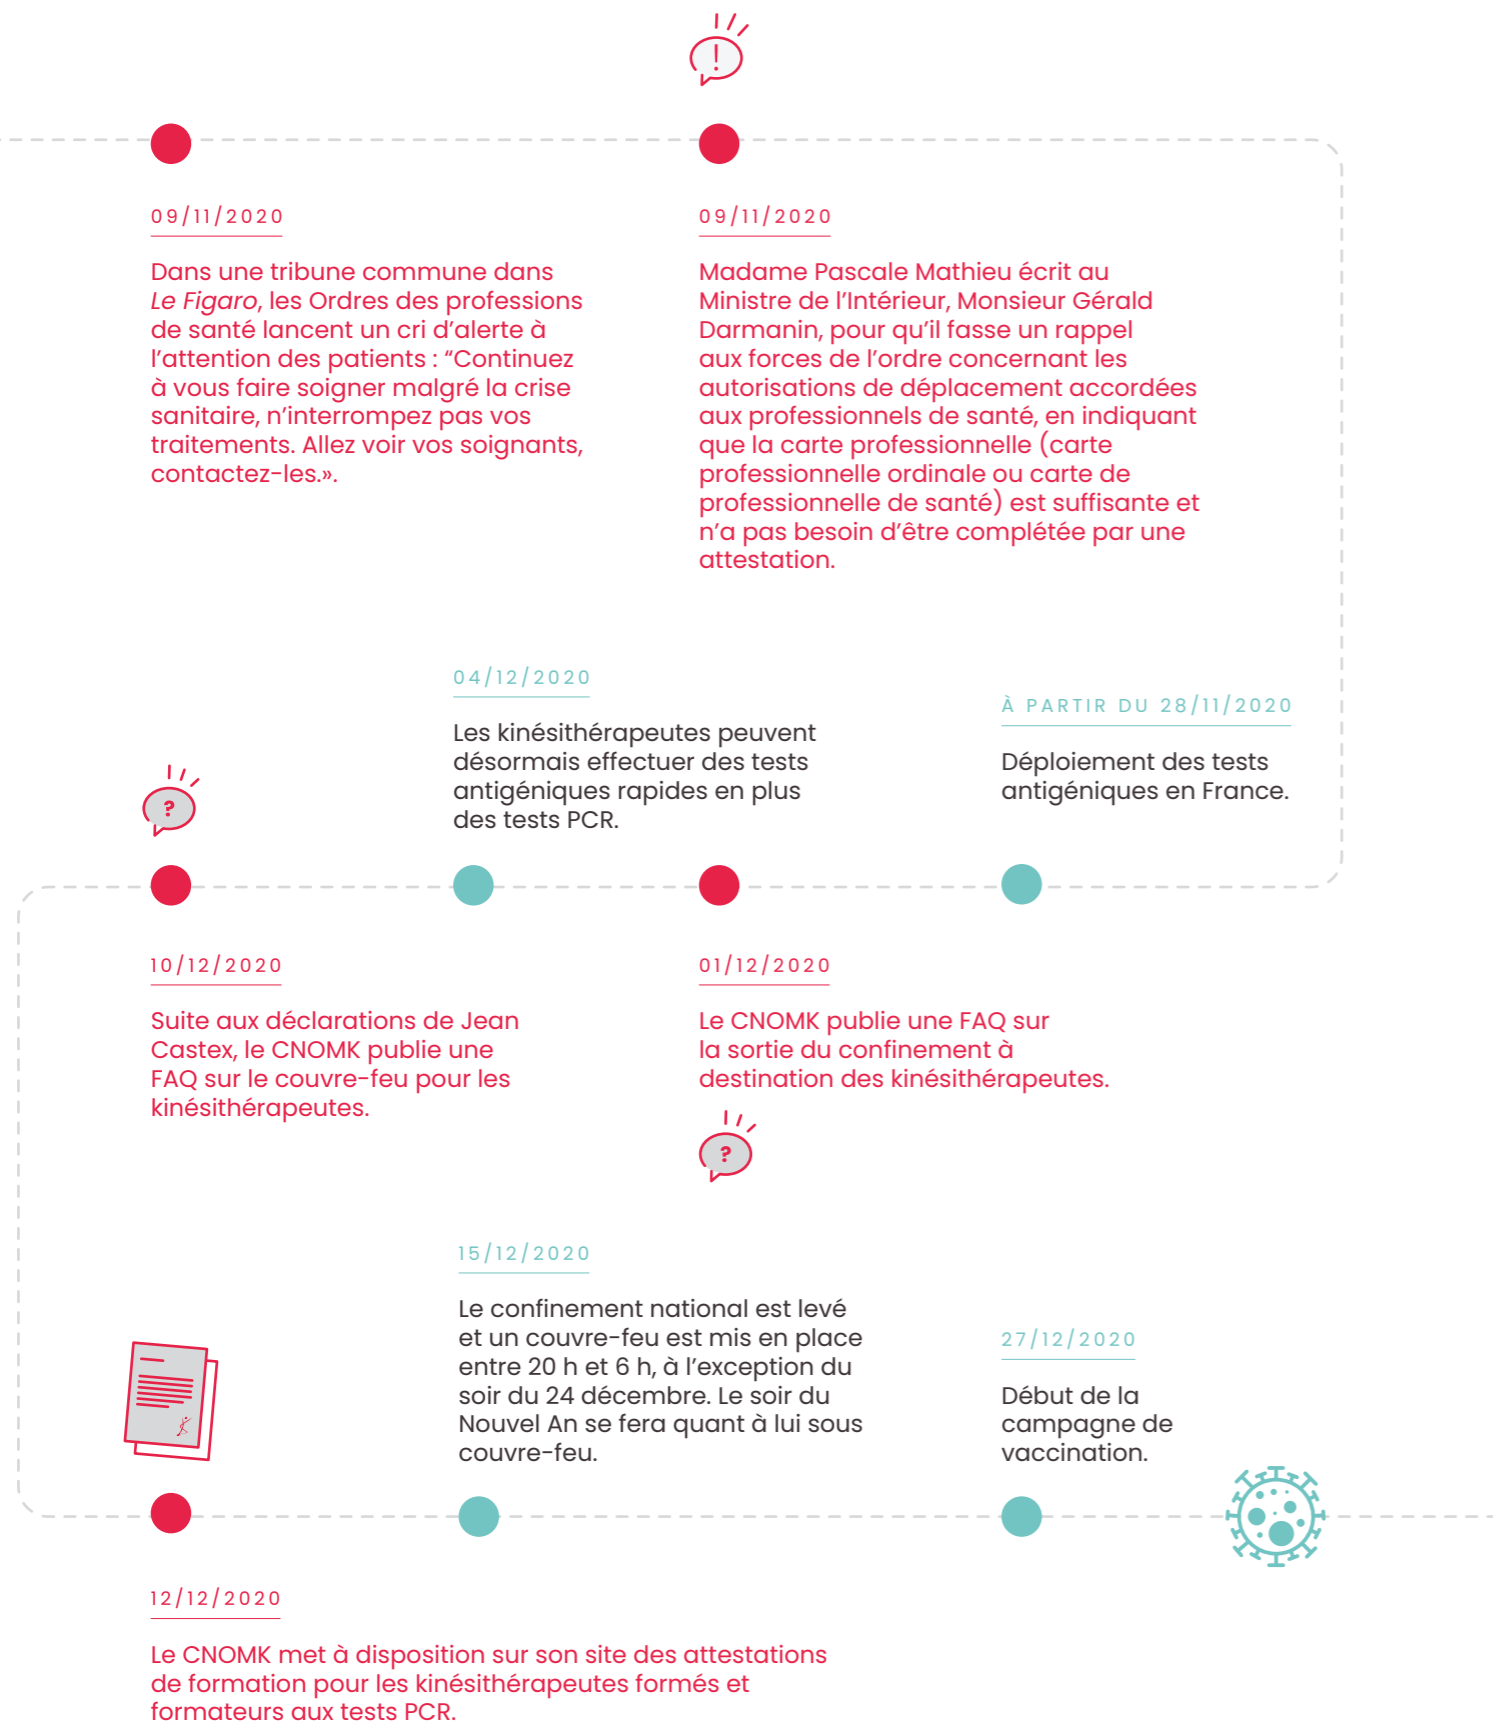 !
09/11/2020
Dans une tribune commune dans
Le Figaro, les Ordres des professions
de santé lancent un cri d’alerte à
l’attention des patients : “Continuez
à vous faire soigner malgré la crise
sanitaire, n’interrompez pas vos
traitements. Allez voir vos soignants,
contactez-les.».
09/11/2020
Madame Pascale Mathieu écrit au
Ministre de l’Intérieur, Monsieur Gérald
Darmanin, pour qu’il fasse un rappel
aux forces de l’ordre concernant les
autorisations de déplacement accordées
aux professionnels de santé, en indiquant
que la carte professionnelle (carte
professionnelle ordinale ou carte de
professionnelle de santé) est suffisante et
n’a pas besoin d’être complétée par une
attestation.
À PARTIR DU 28/11/2020
Déploiement des tests
antigéniques en France.
01/12/2020
Le CNOMK publie une FAQ sur
la sortie du confinement à
destination des kinésithérapeutes.
?
04/12/2020
Les kinésithérapeutes peuvent
désormais effectuer des tests
antigéniques rapides en plus
des tests PCR.
?
10/12/2020
Suite aux déclarations de Jean
Castex, le CNOMK publie une
FAQ sur le couvre-feu pour les
kinésithérapeutes.
12/12/2020
Le CNOMK met à disposition sur son site des attestations
de formation pour les kinésithérapeutes formés et
formateurs aux tests PCR.
15/12/2020
Le confinement national est levé
et un couvre-feu est mis en place
entre 20 h et 6 h, à l’exception du
soir du 24 décembre. Le soir du
Nouvel An se fera quant à lui sous
couvre-feu.
27/12/2020
Début de la
campagne de
vaccination.